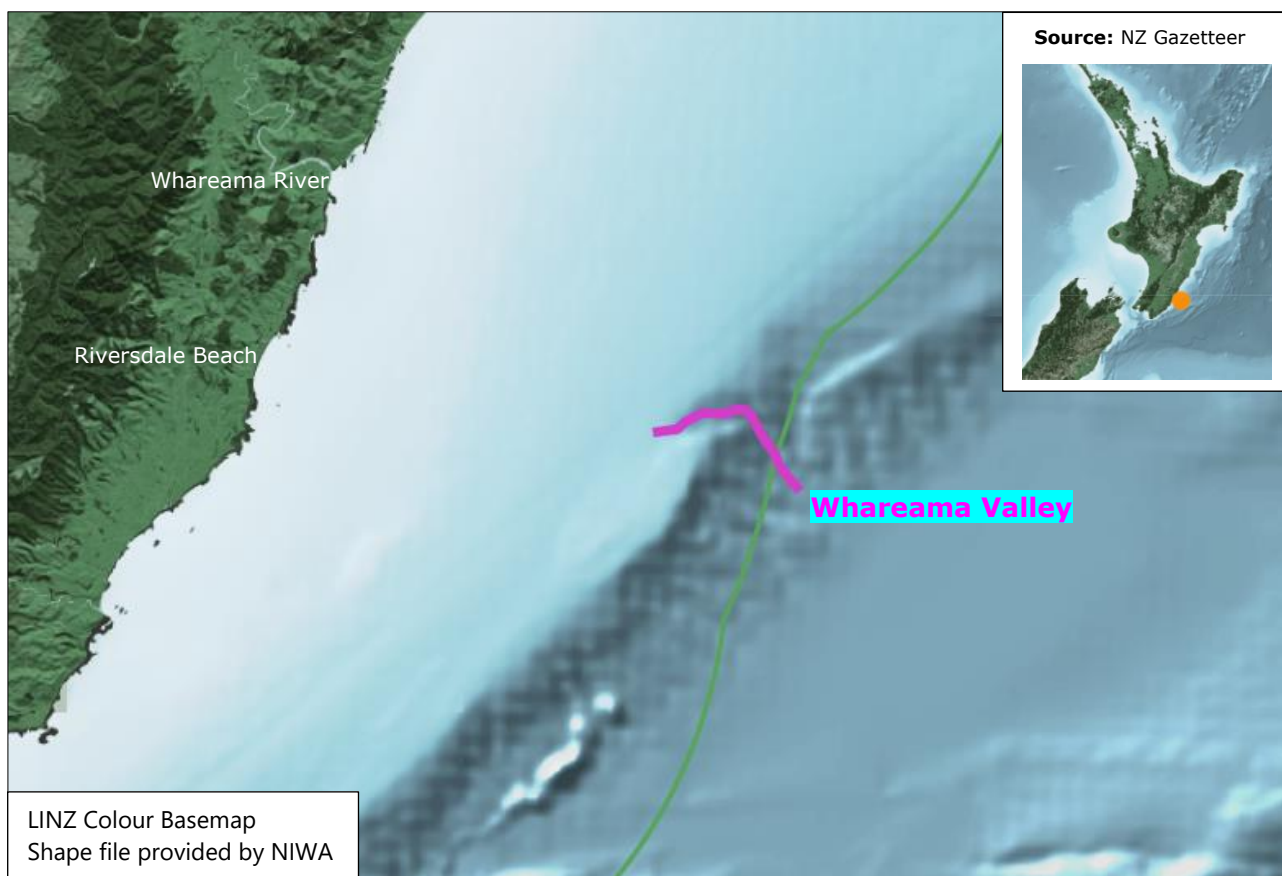 Source: NZ Gazetteer
Whareama River
Riversdale Beach
Whareama Valley
LINZ Colour Basemap
Shape file provided by NIWA